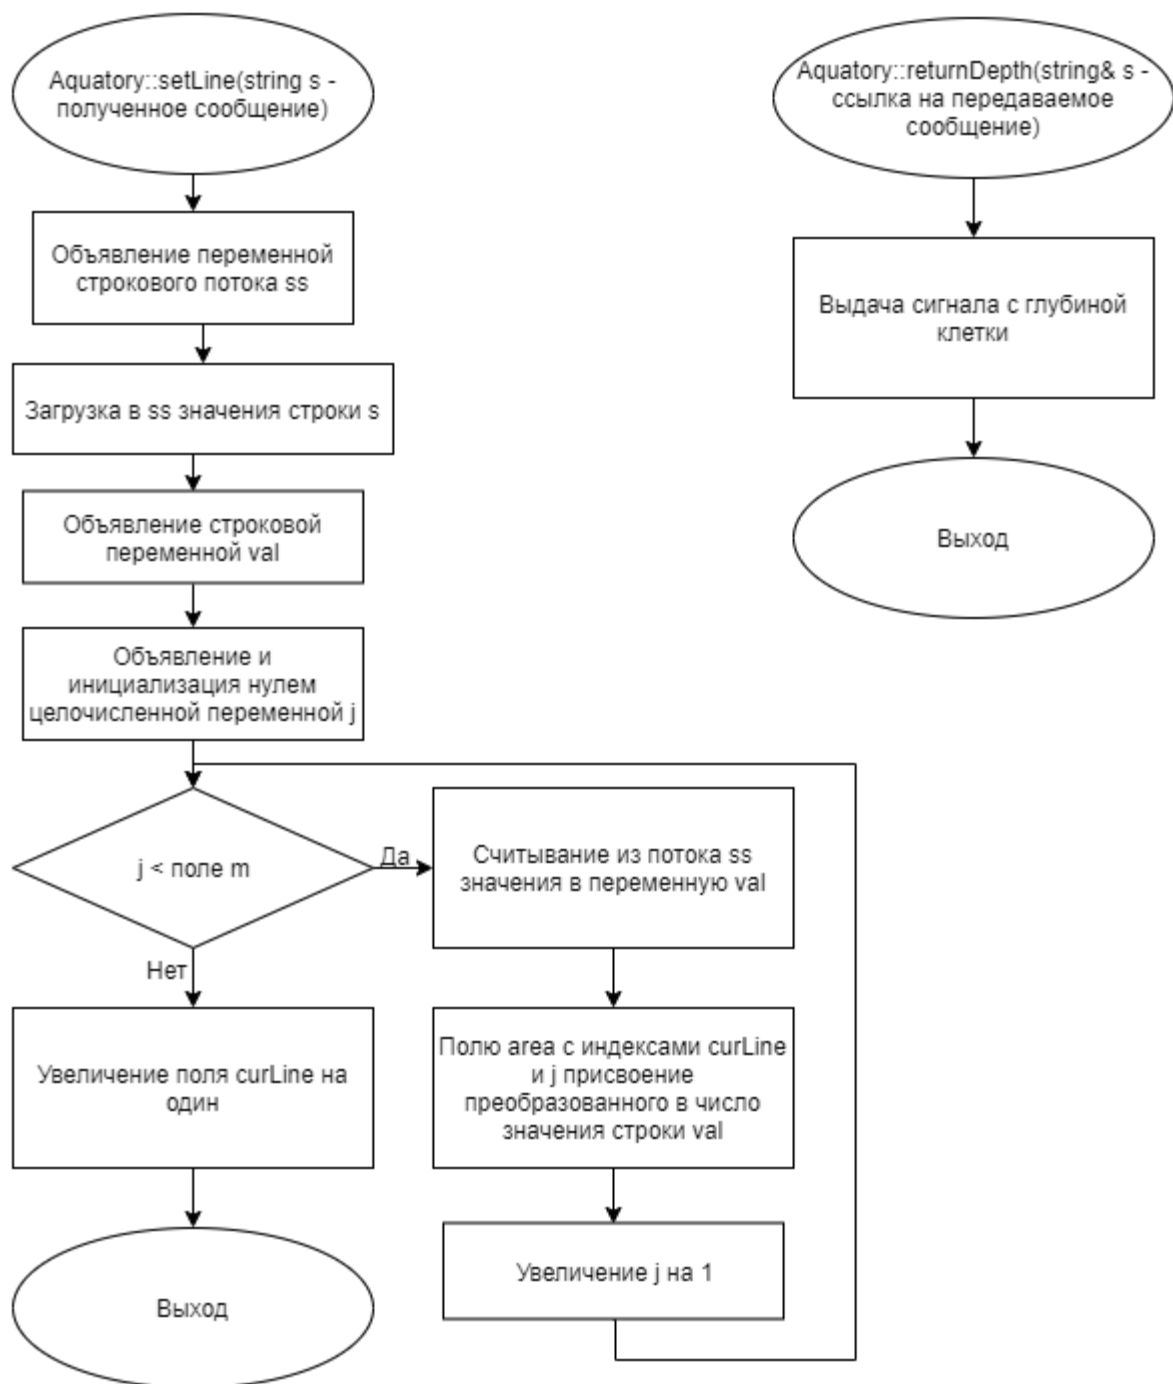 Aquatory::setLine(string s -
полученное сообщение)
Объявление переменной
строкового потока ss
Загрузка в ss значения строки s
Объявление строковой
переменной val
Объявление и
инициализация нулем
целочисленной переменной j
j < поле m
Да
Считывание из потока ss
значения в переменную val
Нет
Полю area с индексами curLine
и j присвоение
преобразованного в число
значения строки val
Увеличение поля curLine на
один
Увеличение j на 1
Выход
Aquatory::returnDepth(string& s -
ссылка на передаваемое
сообщение)
Выдача сигнала с глубиной
клетки
Выход